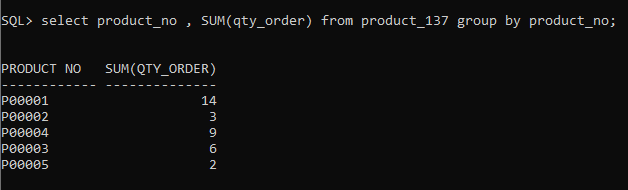 SQL> select product_no , SUM(qty_order) from product_137 group by product_no;
PRODUCT NO   SUM(QTY_ORDER)
------------ --------------
P00001                   14
P00002                    3
P00004                    9
P00003                    6
P00005                    2